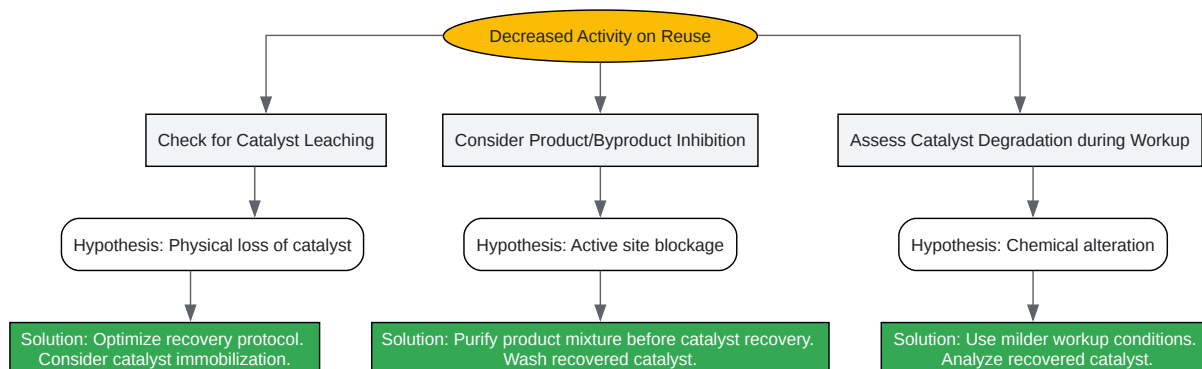 Decreased Activity on Reuse
Check for Catalyst Leaching
Consider Product/Byproduct Inhibition
Assess Catalyst Degradation during Workup
Hypothesis: Physical loss of catalyst
Hypothesis: Active site blockage
Hypothesis: Chemical alteration
Solution: Optimize recovery protocol.
Consider catalyst immobilization.
Solution: Purify product mixture before catalyst recovery.
Wash recovered catalyst.
Solution: Use milder workup conditions.
Analyze recovered catalyst.